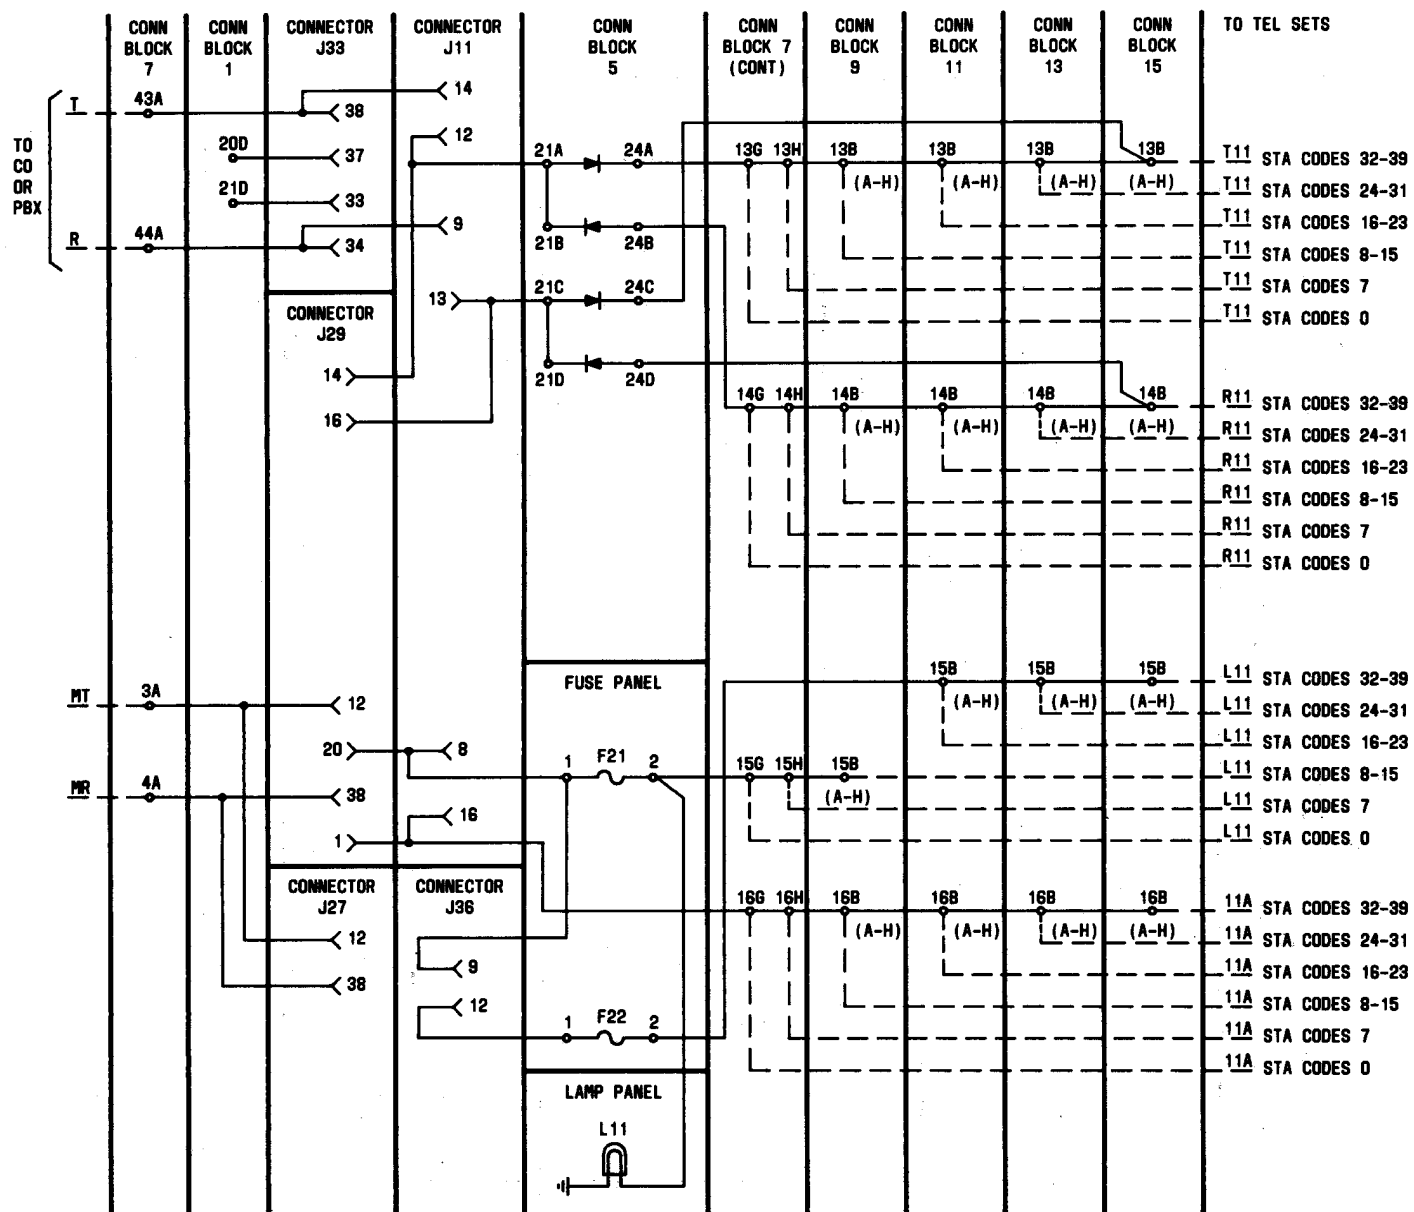 CONN BLOCK 7
CONN BLOCK 1
CONNECTOR J33
CONNECTOR J11
CONN BLOCK 5
CONN BLOCK 7 (CONT)
CONN BLOCK 9
CONN BLOCK 11
CONN BLOCK 13
CONN BLOCK 15
TO TEL SETS
TO CO OR PBX
T 43A 38 14
20D 37 12
21D 33
R 44A 34 9
CONNECTOR J29
14
16
13
21A 24A 13G 13H 13B 13B 13B 13B T11 STA CODES 32-39
(A-H) (A-H) (A-H) (A-H) T11 STA CODES 24-31
T11 STA CODES 16-23
21B 24B T11 STA CODES 8-15
21C 24C T11 STA CODES 7
T11 STA CODES 0
21D 24D
14G 14H 14B 14B 14B 14B R11 STA CODES 32-39
(A-H) (A-H) (A-H) (A-H) R11 STA CODES 24-31
R11 STA CODES 16-23
R11 STA CODES 8-15
R11 STA CODES 7
R11 STA CODES 0
FUSE PANEL
15B 15B 15B L11 STA CODES 32-39
MT 3A 12 (A-H) (A-H) (A-H) L11 STA CODES 24-31
L11 STA CODES 16-23
20 8 1 F21 2 15G 15H 15B L11 STA CODES 8-15
MR 4A 38 (A-H) L11 STA CODES 7
1 16 L11 STA CODES 0
CONNECTOR J27
CONNECTOR J36
16G 16H 16B 16B 16B 16B 11A STA CODES 32-39
12 (A-H) (A-H) (A-H) (A-H) 11A STA CODES 24-31
38 9 11A STA CODES 16-23
12 11A STA CODES 8-15
1 F22 2 11A STA CODES 7
11A STA CODES 0
LAMP PANEL
L11